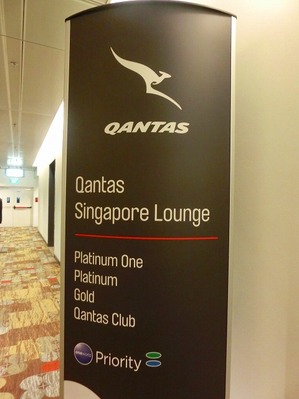 QANTAS
Qantas
Singapore Lounge
Platinum One
Platinum
Gold
Qantas Club
Priority